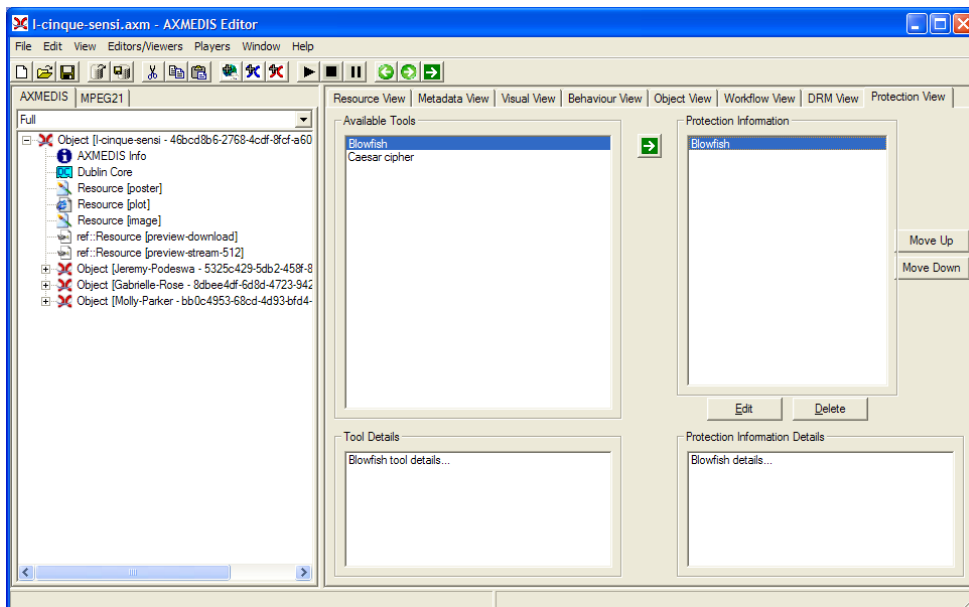 I-cinque-sensi.axm - AXMEDIS Editor
File Edit View Editors/Viewers Players Window Help
AXMEDIS MPEG21
Full
Object [I-cinque-sensi - 46bcd8b6-2768-4cdf-8fcf-a60
AXMEDIS Info
DC Dublin Core
Resource [poster]
Resource [plot]
Resource [image]
ref::Resource [preview-download]
ref::Resource [preview-stream-512]
Object [Jeremy-Podeswa - 5325c429-5db2-458f-8
Object [Gabrielle-Rose - 8dbee4df-6d8d-4723-942
Object [Molly-Parker - bb0c4953-68cd-4d93-bfd4-
Resource View Metadata View Visual View Behaviour View Object View Workflow View DRM View Protection View
Available Tools
Blowfish
Caesar cipher
Protection Information
Blowfish
Move Up
Move Down
Edit Delete
Tool Details
Blowfish tool details...
Protection Information Details
Blowfish details...